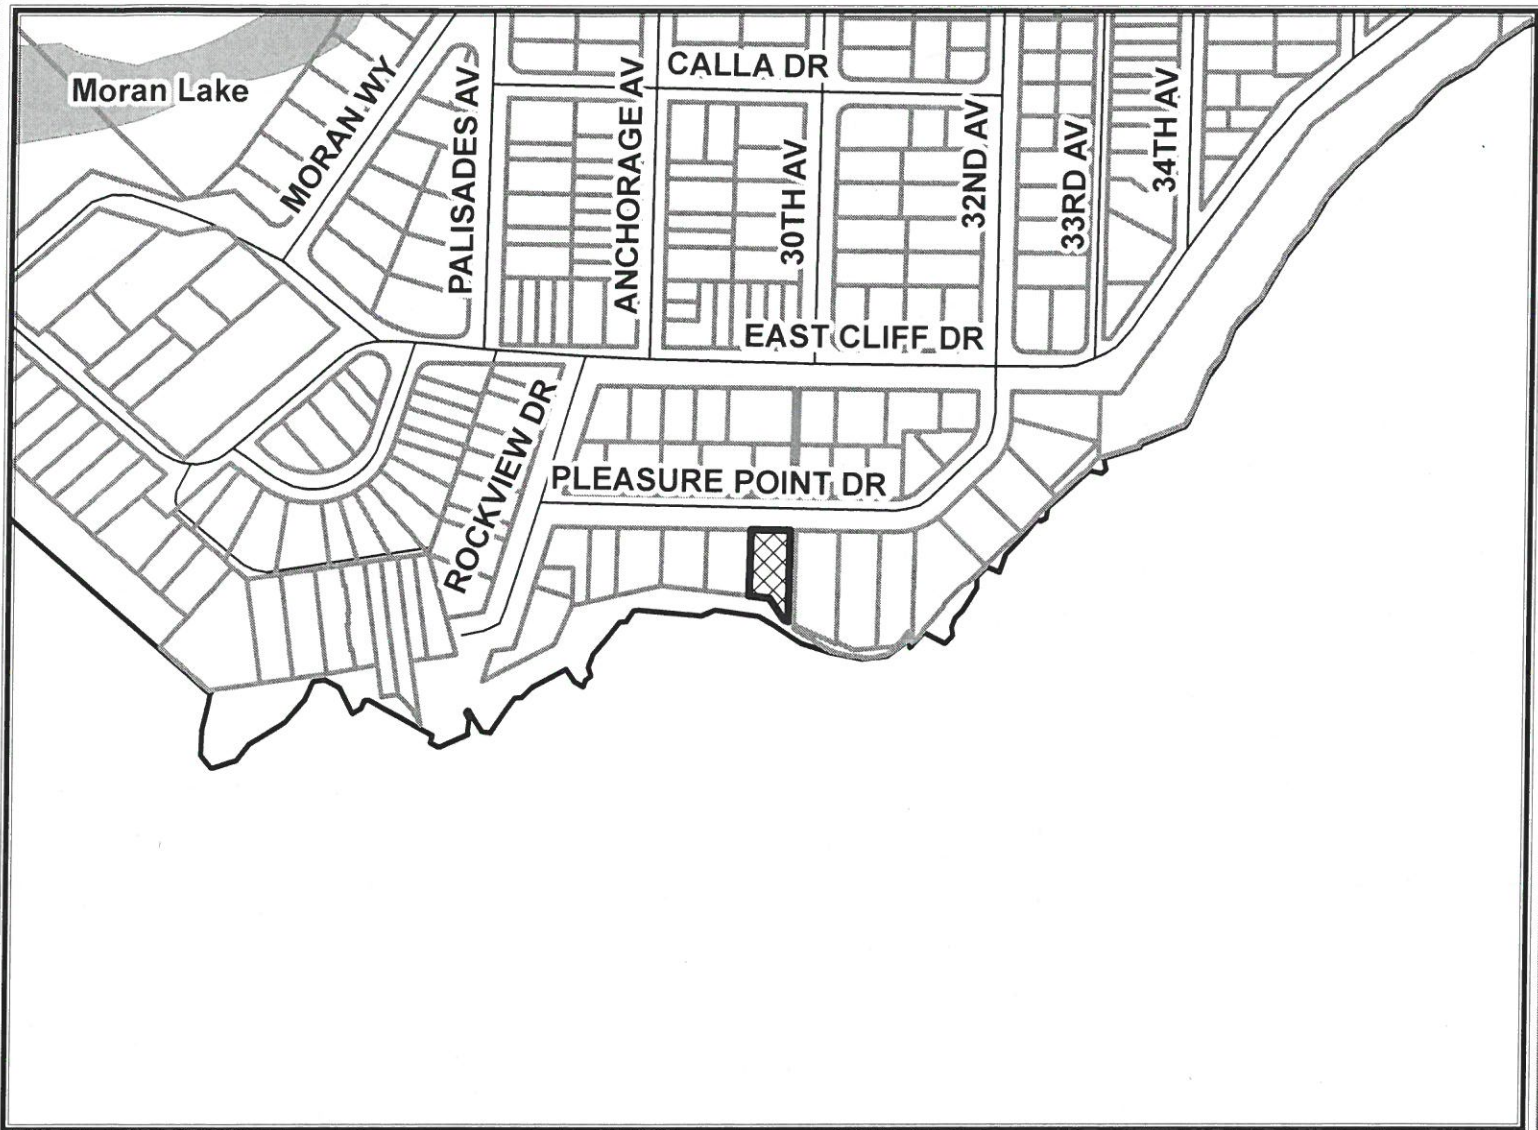 Moran Lake
MORAN WY
PALISADES AV
ANCHORAGE AV
CALLA DR
30TH AV
32ND AV
33RD AV
34TH AV
EAST CLIFF DR
ROCKVIEW DR
PLEASURE POINT DR